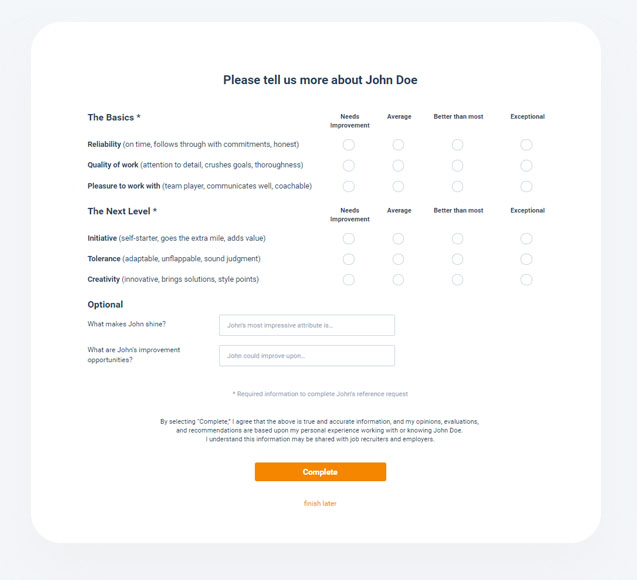 Please tell us more about John Doe
The Basics *
Needs Improvement
Average
Better than most
Exceptional
Reliability (on time, follows through with commitments, honest)
Quality of work (attention to detail, crushes goals, thoroughness)
Pleasure to work with (team player, communicates well, coachable)
The Next Level *
Needs Improvement
Average
Better than most
Exceptional
Initiative (self-starter, goes the extra mile, adds value)
Tolerance (adaptable, unflappable, sound judgment)
Creativity (innovative, brings solutions, style points)
Optional
What makes John shine?
John's most impressive attribute is...
What are John's improvement
opportunities?
John could improve upon...
* Required information to complete John's reference request
By selecting "Complete," I agree that the above is true and accurate information, and my opinions, evaluations,
and recommendations are based upon my personal experience working with or knowing John Doe.
I understand this information may be shared with job recruiters and employers.
Complete
finish later